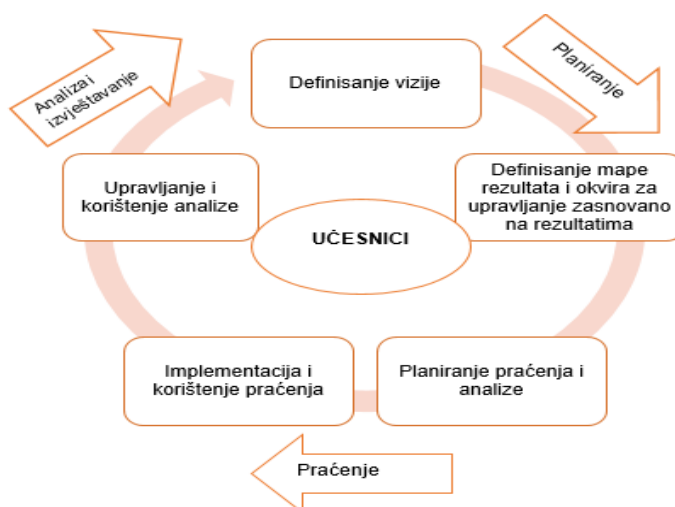 Analiza i
izvještavanje
Definisanje vizije
Planiranje
Upravljanje i
korištenje analize
UČESNICI
Definisanje mape
rezultata i okvira za
upravljanje zasnovano
na rezultatima
Implementacija i
korištenje praćenja
Planiranje praćenja i
analize
Praćenje